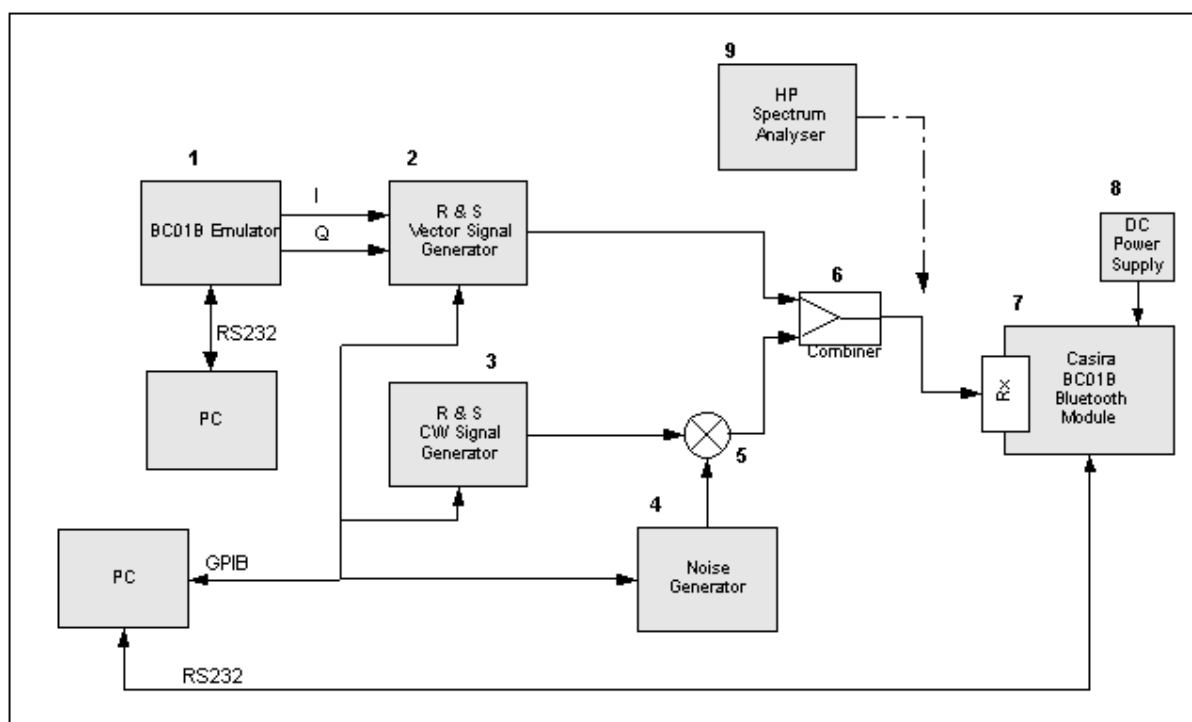 9
HP
Spectrum
Analyser
1
2
8
BC01B Emulator
I
Q
R & S
Vector Signal
Generator
DC
Power
Supply
6
Combiner
7
RS232
3
Rx
Casira
BC01B
Bluetooth
Module
PC
R & S
CW Signal
Generator
5
4
GPIB
PC
Noise
Generator
RS232